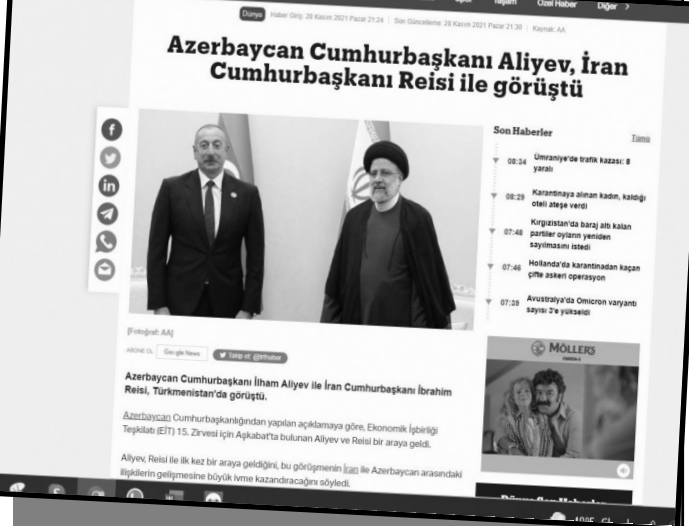 Yaşam
Özel Haber
Diğer
Dünya
Haber Giriş: 28 Kasım 2021 Pazar 21:24 | Son Güncelleme: 28 Kasım 2021 Pazar 21:30 | Kaynak: AA
Azerbaycan Cumhurbaşkanı Aliyev, İran
Cumhurbaşkanı Reisi ile görüştü
[Fotoğraf: AA]
ABONE OL
Google News
Takip et: @trthaber
Azerbaycan Cumhurbaşkanı İlham Aliyev ile İran Cumhurbaşkanı İbrahim
Reisi, Türkmenistan'da görüştü.
Azerbaycan Cumhurbaşkanlığından yapılan açıklamaya göre, Ekonomik İşbirliği
Teşkilatı (EİT) 15. Zirvesi için Aşkabat'ta bulunan Aliyev ve Reisi bir araya geldi.
Aliyev, Reisi ile ilk kez bir araya geldiğini, bu görüşmenin İran ile Azerbaycan arasındaki
ilişkilerin gelişmesine büyük ivme kazandıracağını söyledi.
Son Haberler
Tümü
08:34 Ümraniye'de trafik kazası: 8
yaralı
08:29 Karantinaya alınan kadın, kaldığı
oteli ateşe verdi
07:48 Kırgızistan'da baraj altı kalan
partiler oyların yeniden
sayılmasını istedi
07:46 Hollanda'da karantinadan kaçan
çifte askeri operasyon
07:39 Avustralya'da Omicron varyantı
sayısı 3'e yükseldi
MÖLLER'S